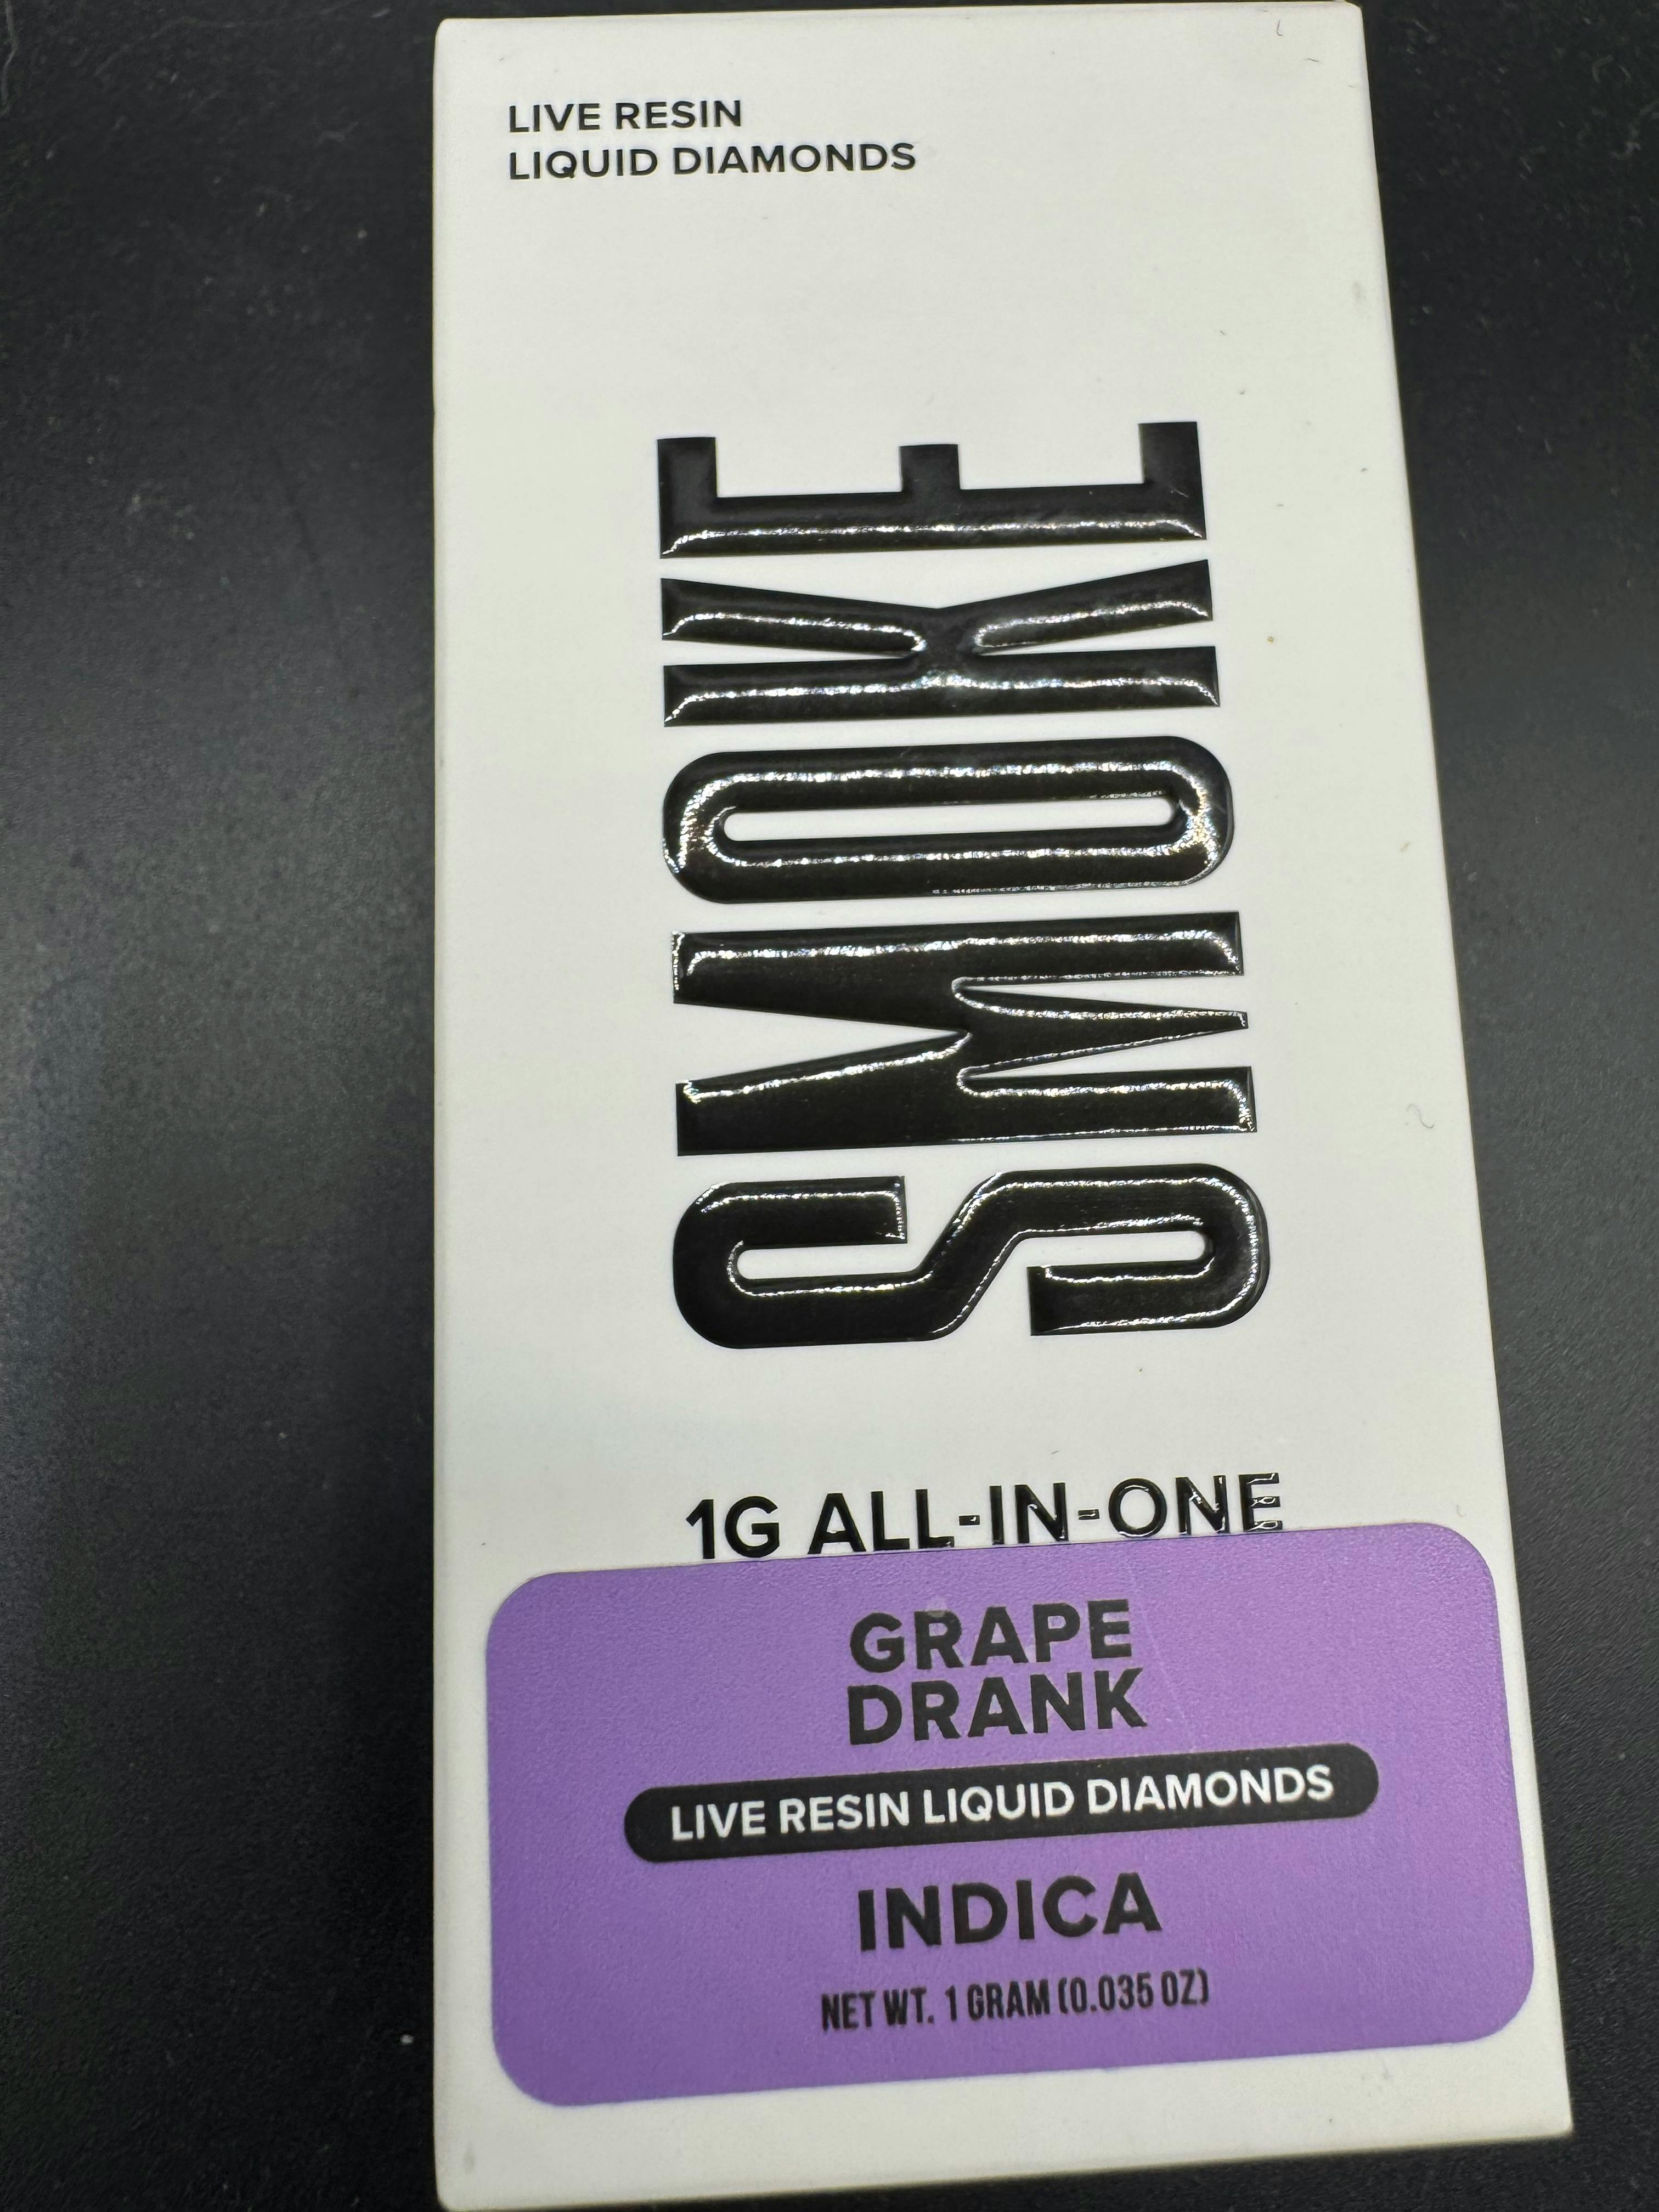 LIVE RESIN
LIQUID DIAMONDS
SMOKE
1G ALL-IN-ONE
GRAPE
DRANK
LIVE RESIN LIQUID DIAMONDS
INDICA
NET WT. 1 GRAM (0.035 OZ)